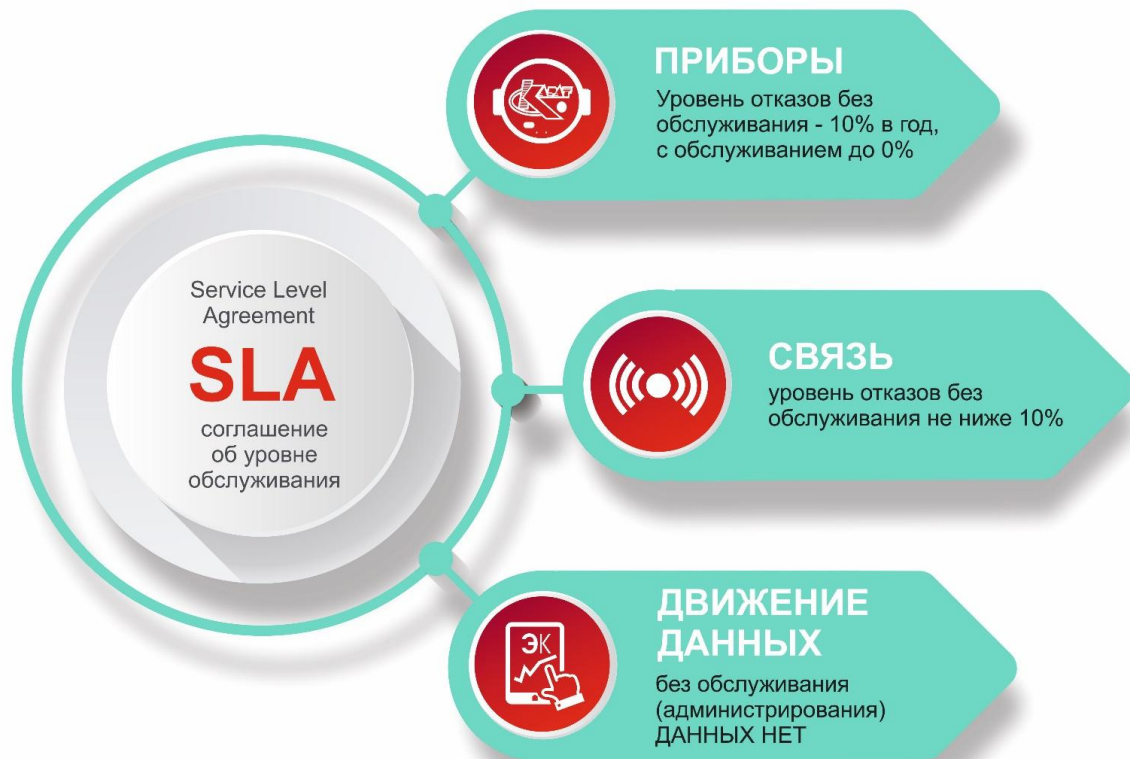 ПРИБОРЫ
Уровень отказов без
обслуживания - 10% в год,
с обслуживанием до 0%
Service Level
Agreement
SLA
соглашение
об уровне
обслуживания
СВЯЗЬ
уровень отказов без
обслуживания не ниже 10%
ЭК
ДВИЖЕНИЕ
ДАННЫХ
без обслуживания
(администрирования)
ДАННЫХ НЕТ